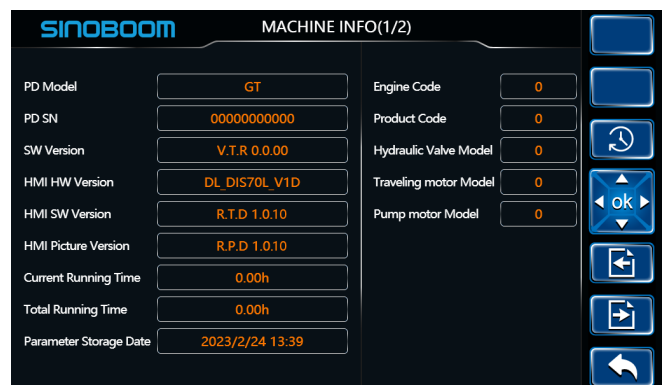 SINOBOOM
MACHINE INFO(1/2)
PD Model
GT
PD SN
00000000000
SW Version
V.T.R 0.0.00
HMI HW Version
DL_DIS70L_V1D
HMI SW Version
R.T.D 1.0.10
HMI Picture Version
R.P.D 1.0.10
Current Running Time
0.00h
Total Running Time
0.00h
Parameter Storage Date
2023/2/24 13:39
Engine Code
0
Product Code
0
Hydraulic Valve Model
0
Traveling motor Model
0
Pump motor Model
0
ok